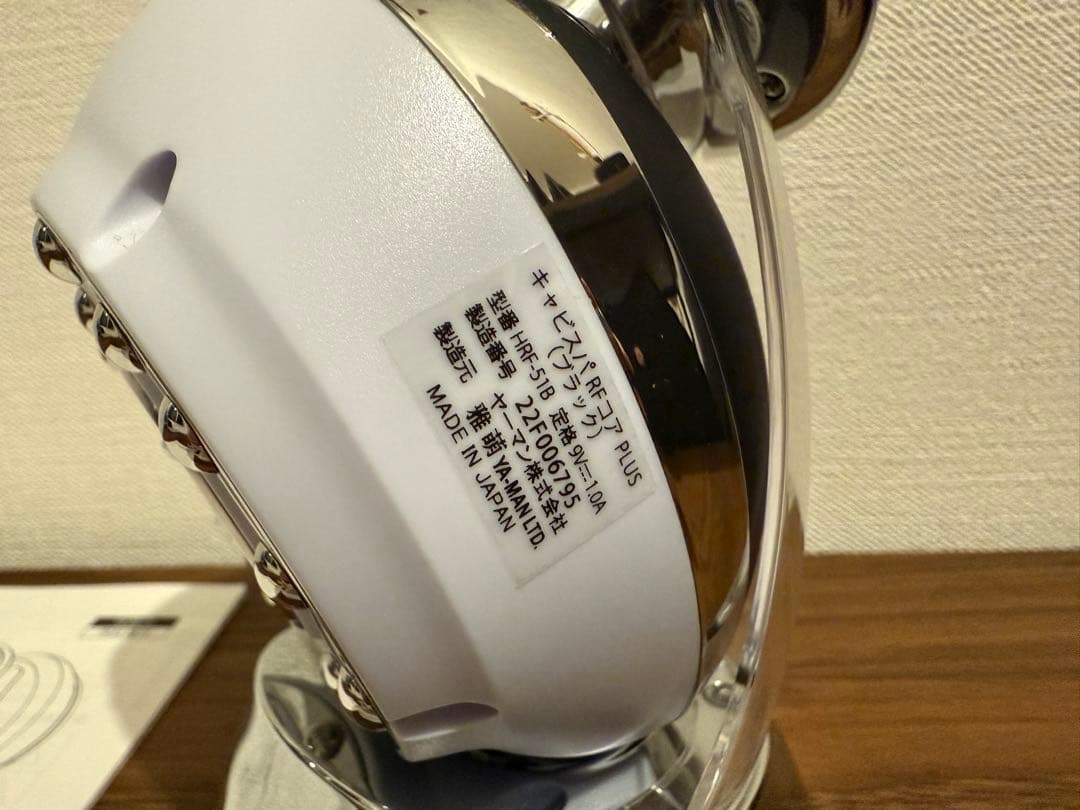 キャビスパ RFコア PLUS
(ブラック)
型番 HRF-51B 定格 9V⎓1.0A
製造番号 22F006795
製造元 ヤーマン株式会社
雅 萌 YA-MAN LTD.
MADE IN JAPAN